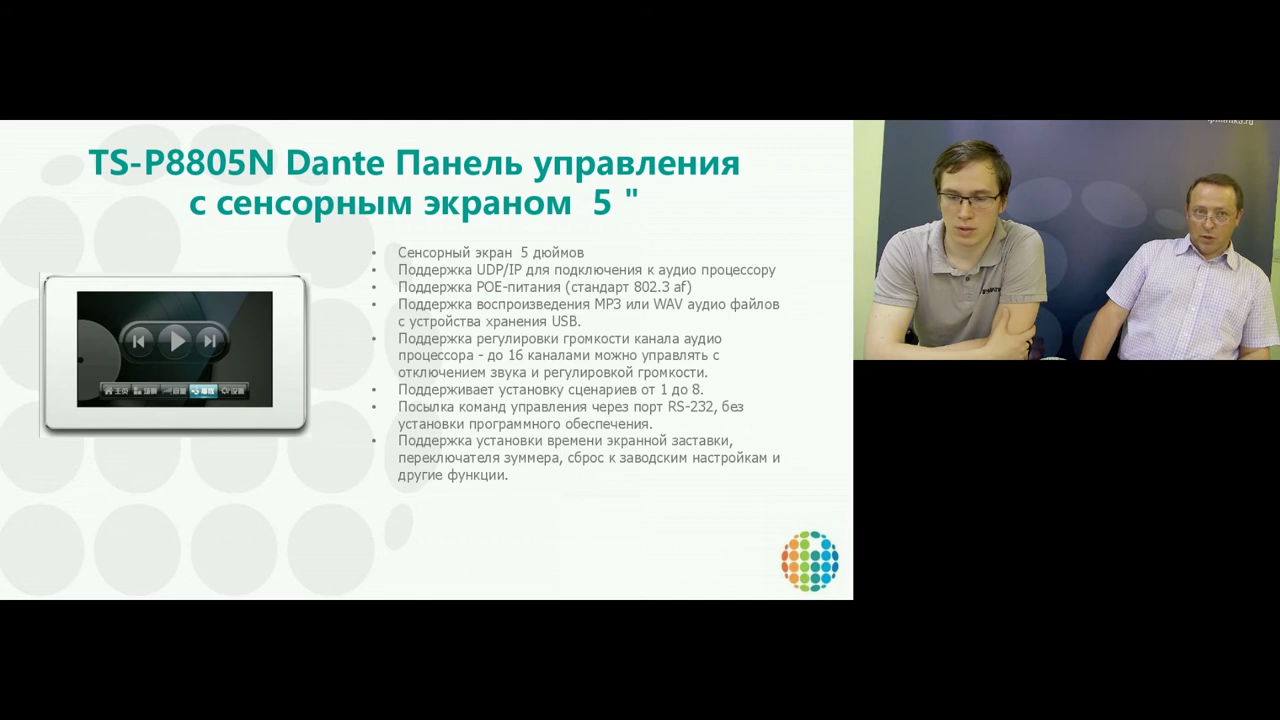 TS-P8805N Dante Панель управления
с сенсорным экраном 5 "
• Сенсорный экран 5 дюймов
• Поддержка UDP/IP для подключения к аудио процессору
• Поддержка POE-питания (стандарт 802.3 af)
• Поддержка воспроизведения MP3 или WAV аудио файлов
с устройства хранения USB.
• Поддержка регулировки громкости канала аудио
процессора - до 16 каналами можно управлять с
отключением звука и регулировкой громкости.
• Поддерживает установку сценариев от 1 до 8.
• Посылка команд управления через порт RS-232, без
установки программного обеспечения.
• Поддержка установки времени экранной заставки,
переключателя зуммера, сброс к заводским настройкам и
другие функции.